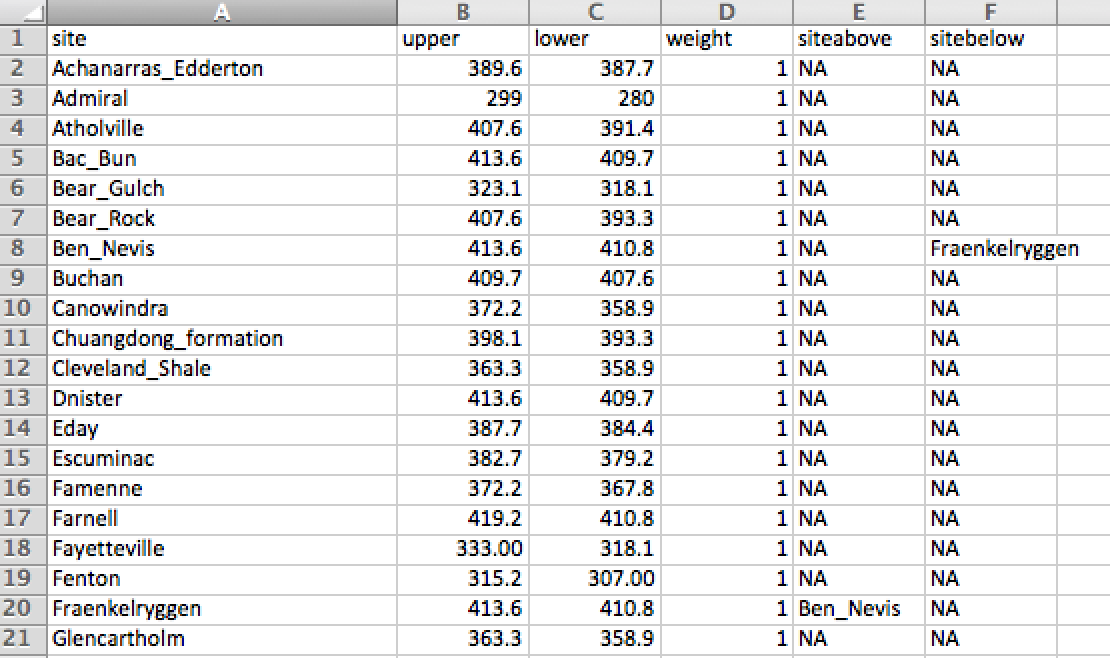 A B C D E F
1 site upper lower weight siteabove sitebelow
2 Achanarras_Edderton 389.6 387.7 1 NA NA
3 Admiral 299 280 1 NA NA
4 Atholville 407.6 391.4 1 NA NA
5 Bac_Bun 413.6 409.7 1 NA NA
6 Bear_Gulch 323.1 318.1 1 NA NA
7 Bear_Rock 407.6 393.3 1 NA NA
8 Ben_Nevis 413.6 410.8 1 NA Fraenkelryggen
9 Buchan 409.7 407.6 1 NA NA
10 Canowindra 372.2 358.9 1 NA NA
11 Chuangdong_formation 398.1 393.3 1 NA NA
12 Cleveland_Shale 363.3 358.9 1 NA NA
13 Dnister 413.6 409.7 1 NA NA
14 Eday 387.7 384.4 1 NA NA
15 Escuminac 382.7 379.2 1 NA NA
16 Famenne 372.2 367.8 1 NA NA
17 Farnell 419.2 410.8 1 NA NA
18 Fayetteville 333.00 318.1 1 NA NA
19 Fenton 315.2 307.00 1 NA NA
20 Fraenkelryggen 413.6 410.8 1 Ben_Nevis NA
21 Glencartholm 363.3 358.9 1 NA NA